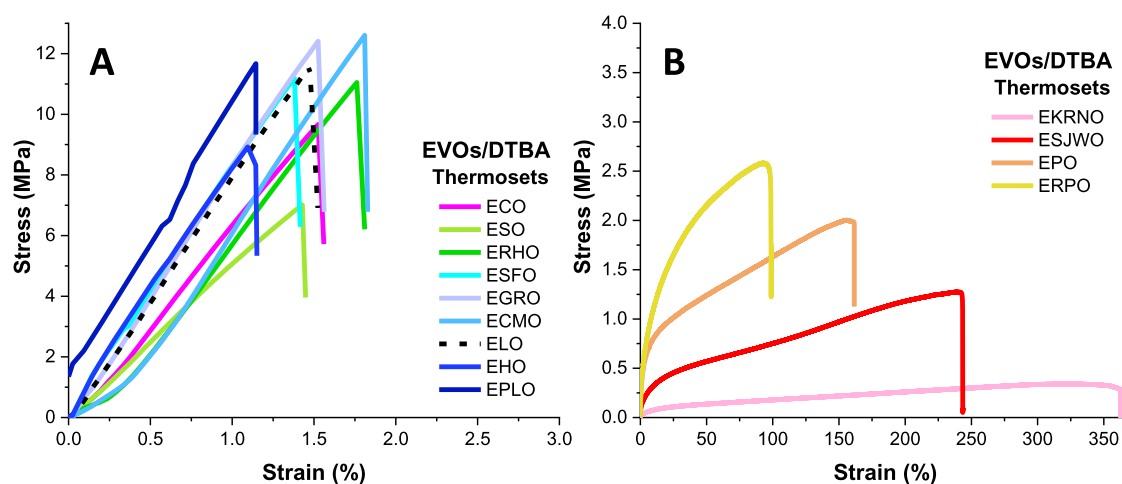 A
12
10
8
6
4
2
0
Stress (MPa)
0.0 0.5 1.0 1.5 2.0 2.5 3.0
Strain (%)
EVOs/DTBA
Thermosets
ECO
ESO
ERHO
ESFO
EGRO
ECMO
ELO
EHO
EPLO
B
4.0
3.5
3.0
2.5
2.0
1.5
1.0
0.5
0.0
Stress (MPa)
0 50 100 150 200 250 300 350
Strain (%)
EVOs/DTBA
Thermosets
EKRNO
ESJWO
EPO
ERPO